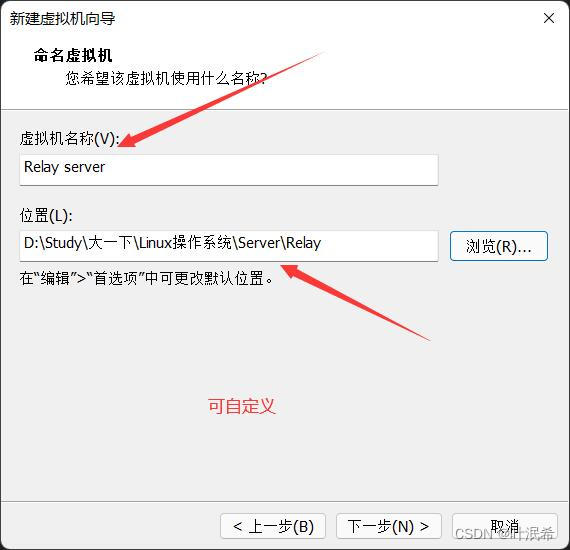 新建虚拟机向导
命名虚拟机
您希望该虚拟机使用什么名称?
虚拟机名称(V):
Relay server
位置(L):
D:\Study\大一下\Linux操作系统\Server\Relay
浏览(R)...
在“编辑”>“首选项”中可更改默认位置。
可自定义
< 上一步(B)
下一步(N) >
取消
CSDN @叶泯希